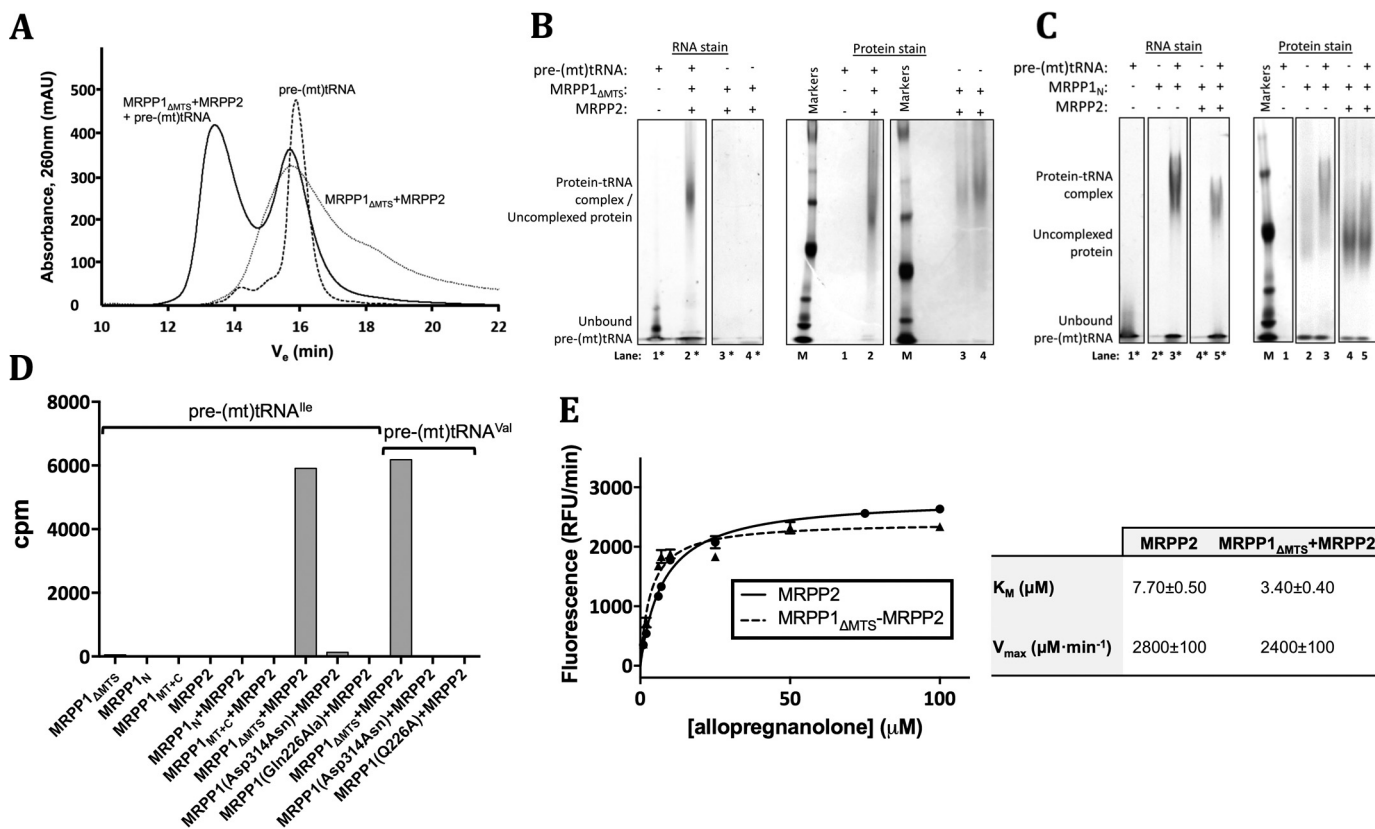 A
Absorbance, 260nm (mAU)
500
400
300
200
100
0
MRPP1ΔMTS+MRPP2
+ pre-(mt)tRNA
pre-(mt)tRNA
MRPP1ΔMTS+MRPP2
10 12 14 16 18 20 22
Ve (min)
B
RNA stain Protein stain
pre-(mt)tRNA: + + - - + + - +
MRPP1ΔMTS: - + + + - + + +
MRPP2: - + + + - + + +
Markers Markers
Protein-tRNA
complex /
Uncomplexed protein
Unbound
pre-(mt)tRNA
Lane: 1* 2* 3* 4* M 1 2 M 3 4
C
RNA stain Protein stain
pre-(mt)tRNA: + - + - + + - + - +
MRPP1N: - + + + + - + + + +
MRPP2: - - - + + - - - + +
Markers
Protein-tRNA
complex
Uncomplexed
protein
Unbound
pre-(mt)tRNA
Lane: 1* 2* 3* 4* 5* M 1 2 3 4 5
D
cpm
8000
6000
4000
2000
0
pre-(mt)tRNAIle
pre-(mt)tRNAVal
MRPP1ΔMTS
MRPP1N
MRPP1MT+C
MRPP2
MRPP1N+MRPP2
MRPP1MT+C+MRPP2
MRPP1ΔMTS+MRPP2
MRPP1(Asp314Asn)+MRPP2
MRPP1(Gln226Ala)+MRPP2
MRPP1ΔMTS+MRPP2
MRPP1(Asp314Asn)+MRPP2
MRPP1(Q226A)+MRPP2
E
Fluorescence (RFU/min)
3000
2000
1000
0
MRPP2
MRPP1ΔMTS-MRPP2
0 50 100
[allopregnanolone] (μM)
MRPP2 MRPP1ΔMTS+MRPP2
KM (μM) 7.70±0.50 3.40±0.40
Vmax (μM·min-1) 2800±100 2400±100